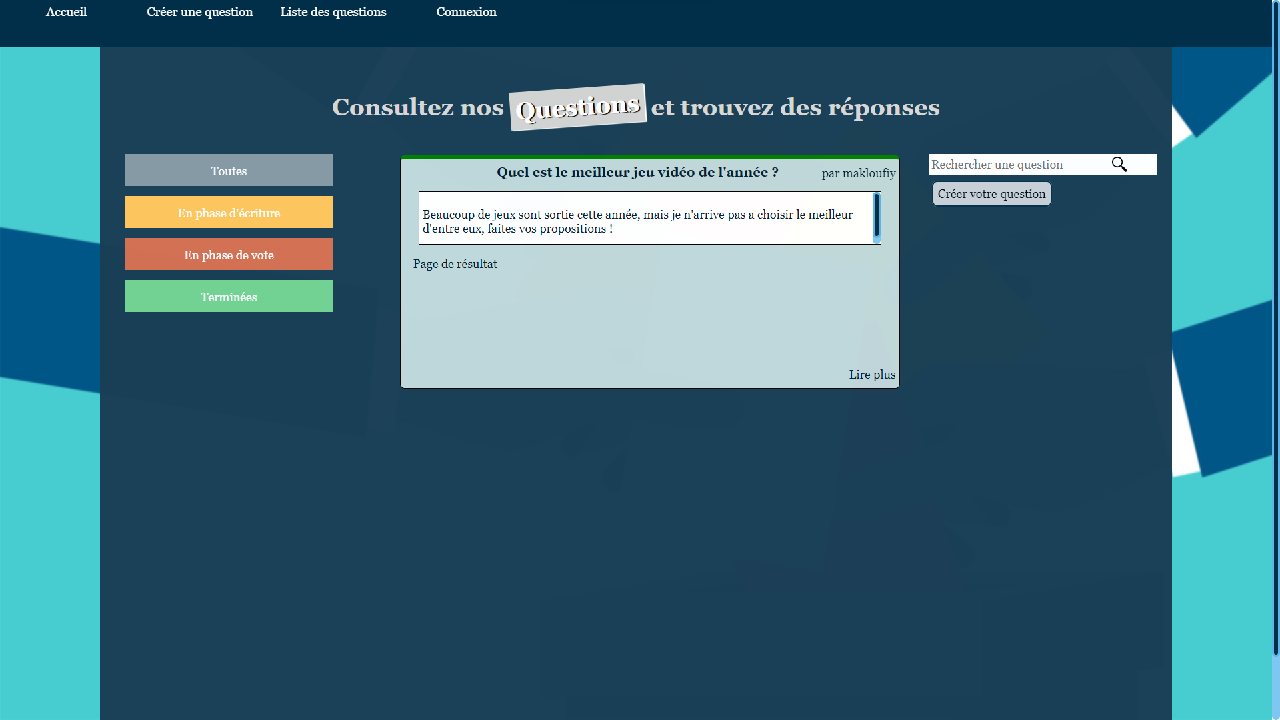 Accueil Créer une question Liste des questions Connexion
Consultez nos Questions et trouvez des réponses
Toutes
En phase d'écriture
En phase de vote
Terminées
Quel est le meilleur jeu vidéo de l'année ? par makloufiy
Beaucoup de jeux sont sortie cette année, mais je n'arrive pas a choisir le meilleur
d'entre eux, faites vos propositions !
Page de résultat
Lire plus
Rechercher une question
Créer votre question